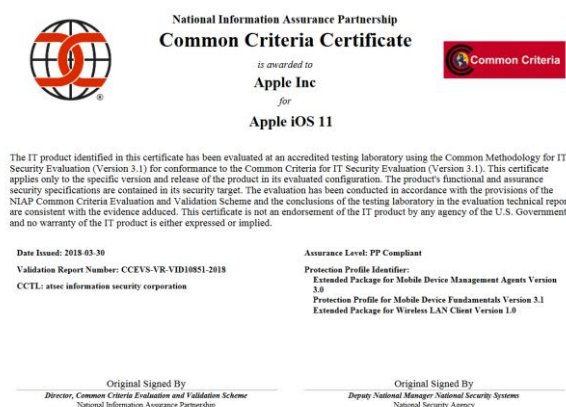 National Information Assurance Partnership
Common Criteria Certificate
is awarded to
Apple Inc
for
Apple iOS 11
Common Criteria
The IT product identified in this certificate has been evaluated at an accredited testing laboratory using the Common Methodology for IT
Security Evaluation (Version 3.1) for conformance to the Common Criteria for IT Security Evaluation (Version 3.1). This certificate
applies only to the specific version and release of the product in its evaluated configuration. The product's functional and assurance
security specifications are contained in its security target. The evaluation has been conducted in accordance with the provisions of the
NIAP Common Criteria Evaluation and Validation Scheme and the conclusions of the testing laboratory in the evaluation technical repor
are consistent with the evidence adduced. This certificate is not an endorsement of the IT product by any agency of the U.S. Government
and no warranty of the IT product is either expressed or implied.
Date Issued: 2018-03-30
Validation Report Number: CCEVS-VR-VID10851-2018
CCTL: atsec information security corporation
Assurance Level: PP Compliant
Protection Profile Identifier:
Extended Package for Mobile Device Management Agents Version
3.0
Protection Profile for Mobile Device Fundamentals Version 3.1
Extended Package for Wireless LAN Client Version 1.0
Original Signed By
Director, Common Criteria Evaluation and Validation Scheme
National Information Assurance Partnership
Original Signed By
Deputy National Manager National Security Systems
National Security Agency